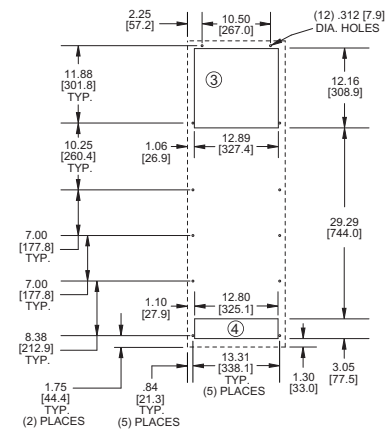 2.25
[57.2]
10.50
[267.0]
(12) .312 [7.9]
DIA. HOLES
11.88
[301.8]
TYP.
3
12.16
[308.9]
10.25
[260.4]
TYP.
1.06
[26.9]
12.89
[327.4]
29.29
[744.0]
7.00
[177.8]
TYP.
7.00
[177.8]
TYP.
1.10
[27.9]
12.80
[325.1]
8.38
[212.9]
TYP.
4
1.75
[44.4]
TYP.
(2) PLACES
.84
[21.3]
TYP.
(5) PLACES
13.31
[338.1]
TYP.
(5) PLACES
1.30
[33.0]
3.05
[77.5]